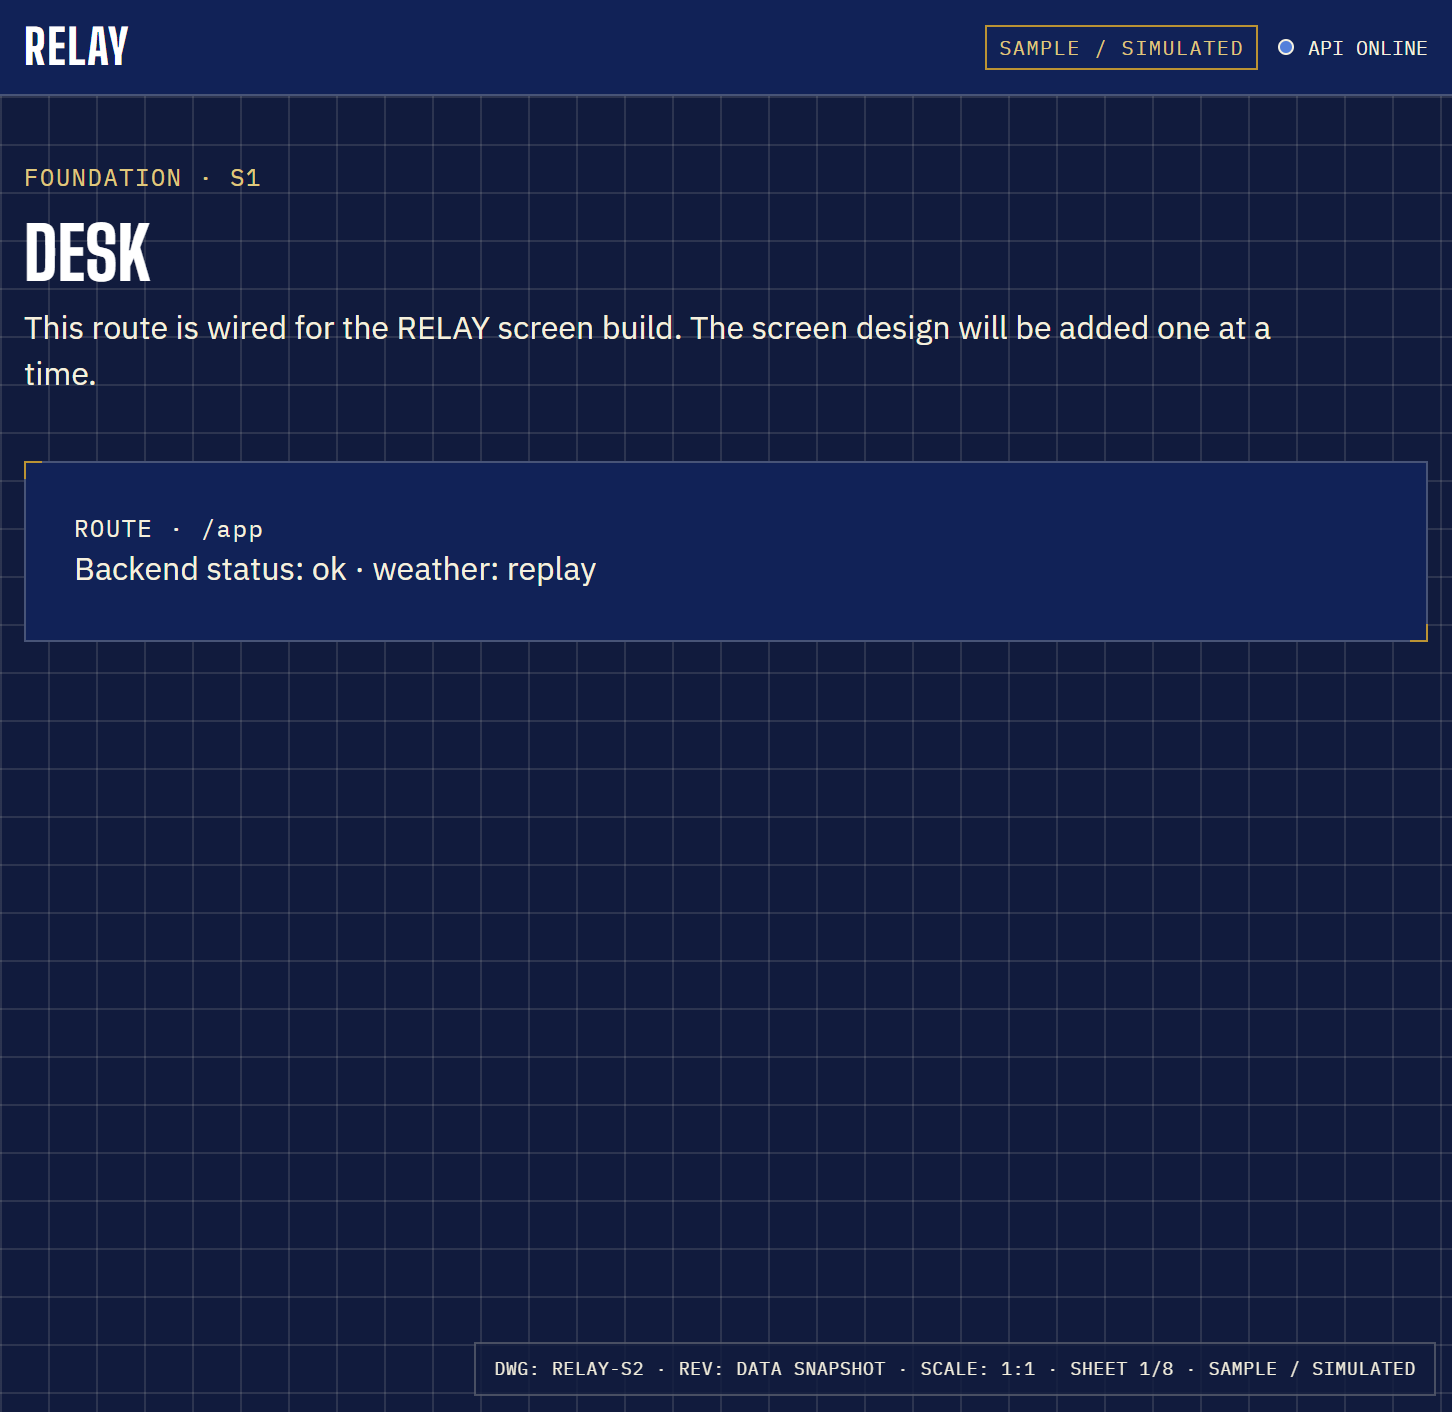 RELAY
SAMPLE / SIMULATED
API ONLINE
FOUNDATION · S1
DESK
This route is wired for the RELAY screen build. The screen design will be added one at a
time.
ROUTE · /app
Backend status: ok · weather: replay
DWG: RELAY-S2 · REV: DATA SNAPSHOT · SCALE: 1:1 · SHEET 1/8 · SAMPLE / SIMULATED